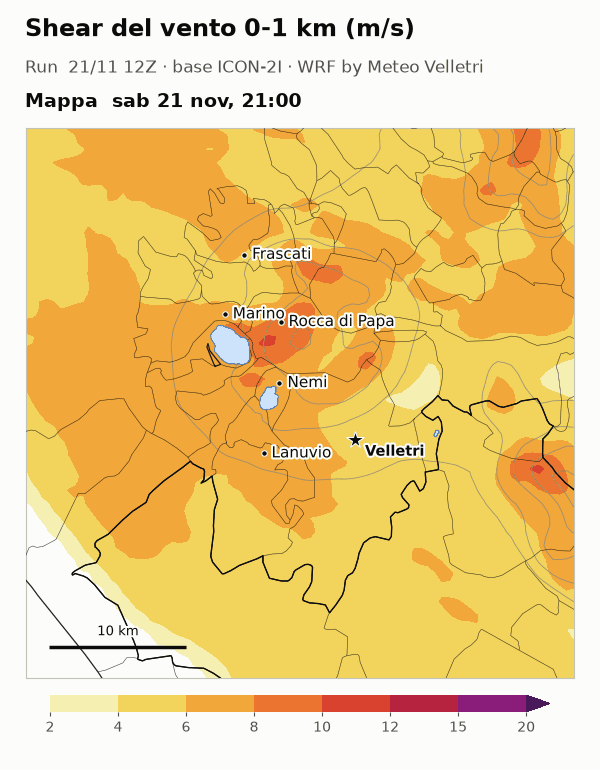 Shear del vento 0-1 km (m/s)
Run  21/11 12Z · base ICON-2I · WRF by Meteo Velletri
Mappa  sab 21 nov, 21:00
Frascati
Marino
Rocca di Papa
Nemi
Velletri
Lanuvio
10 km
2 4 6 8 10 12 15 20